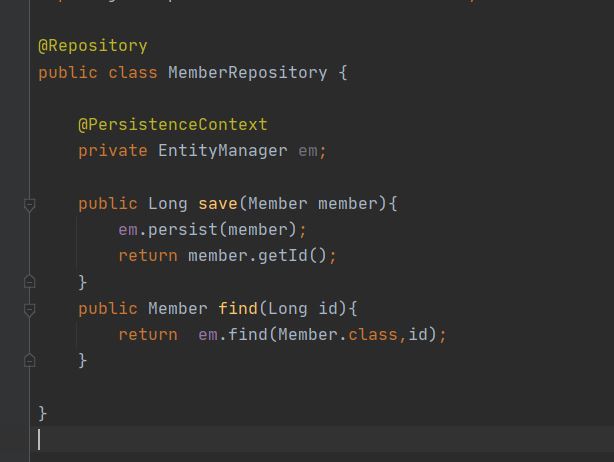 @Repository
public class MemberRepository {
@PersistenceContext
private EntityManager em;
public Long save(Member member){
em.persist(member);
return member.getId();
}
public Member find(Long id){
return  em.find(Member.class,id);
}
}